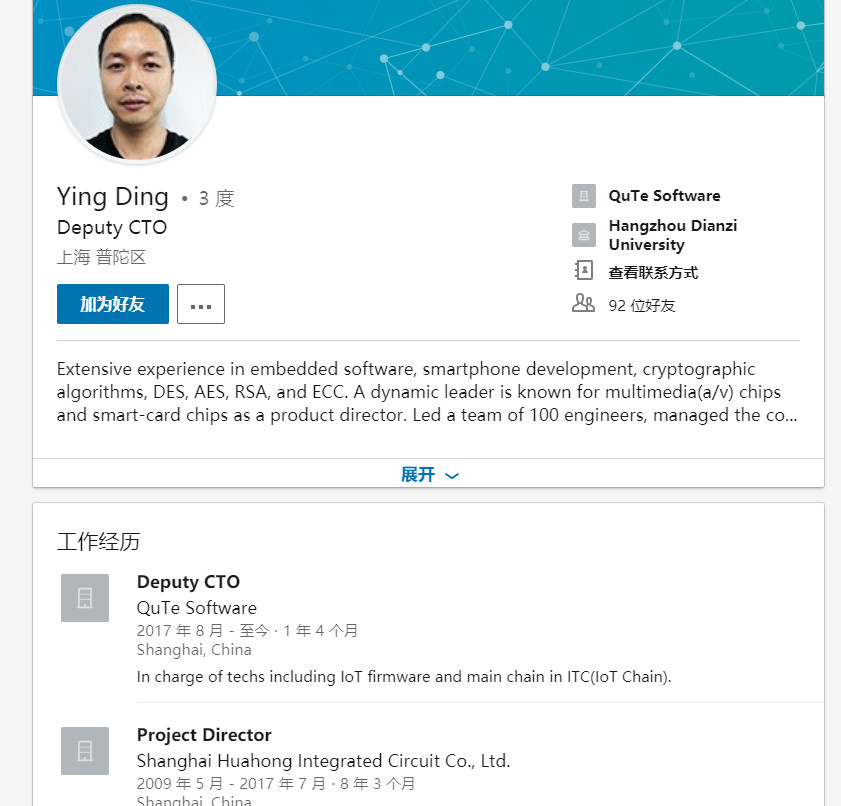 Ying Ding • 3 度
Deputy CTO
上海 普陀区
加为好友
...
QuTe Software
Hangzhou Dianzi
University
查看联系方式
92 位好友
Extensive experience in embedded software, smartphone development, cryptographic
algorithms, DES, AES, RSA, and ECC. A dynamic leader is known for multimedia(a/v) chips
and smart-card chips as a product director. Led a team of 100 engineers, managed the co...
展开
工作经历
Deputy CTO
QuTe Software
2017 年 8 月 - 至今 · 1 年 4 个月
Shanghai, China
In charge of techs including IoT firmware and main chain in ITC(IoT Chain).
Project Director
Shanghai Huahong Integrated Circuit Co., Ltd.
2009 年 5 月 - 2017 年 7 月 · 8 年 3 个月
Shanghai, China